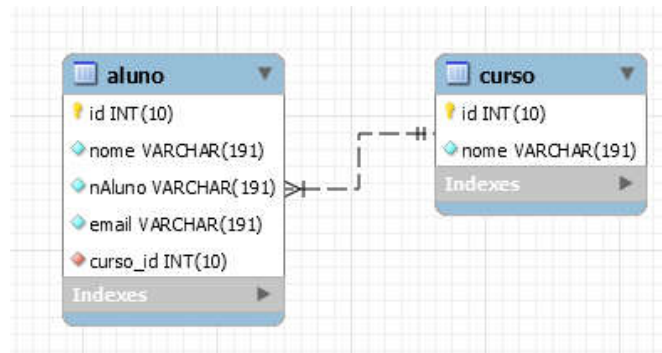 aluno
id INT(10)
nome VARCHAR(191)
nAluno VARCHAR(191)
email VARCHAR(191)
curso_id INT(10)
Indexes
curso
id INT(10)
nome VARCHAR(191)
Indexes